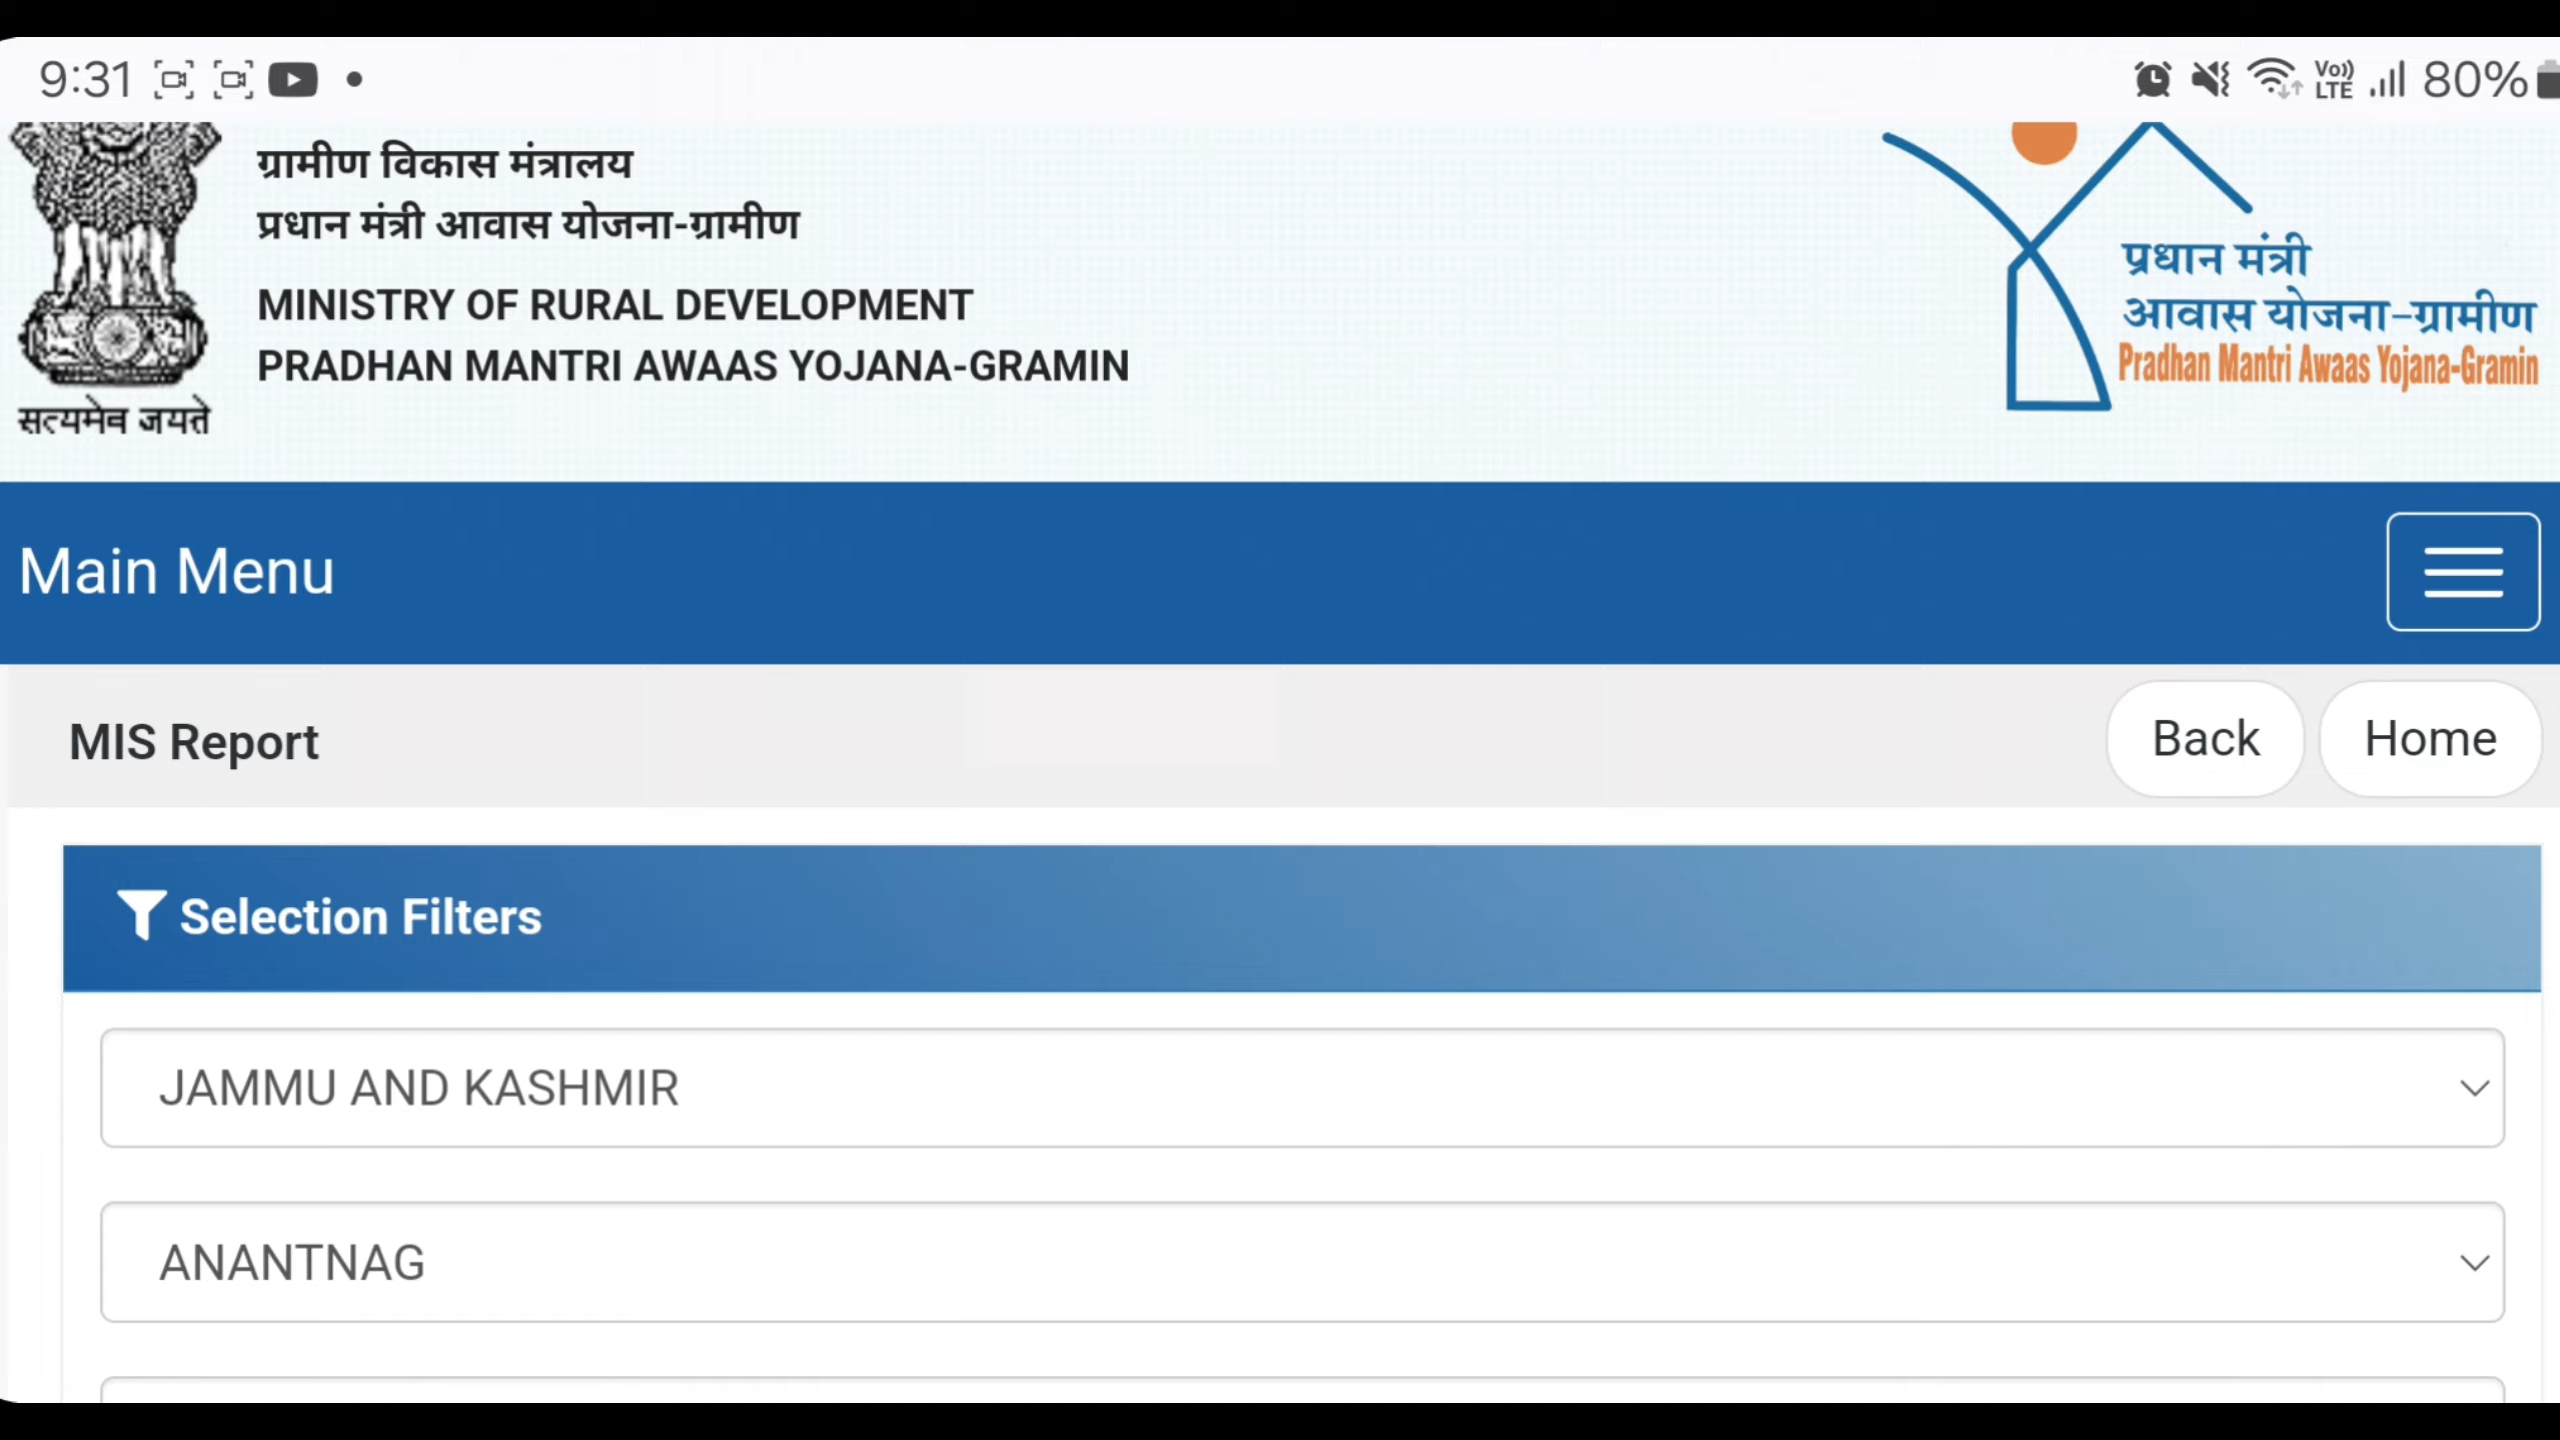 9:31
Vo)) LTE 80%
ग्रामीण विकास मंत्रालय
प्रधान मंत्री आवास योजना-ग्रामीण
MINISTRY OF RURAL DEVELOPMENT
PRADHAN MANTRI AWAAS YOJANA-GRAMIN
सत्यमेव जयते
प्रधान मंत्री
आवास योजना-ग्रामीण
Pradhan Mantri Awaas Yojana-Gramin
Main Menu
MIS Report
Back
Home
Selection Filters
JAMMU AND KASHMIR
ANANTNAG